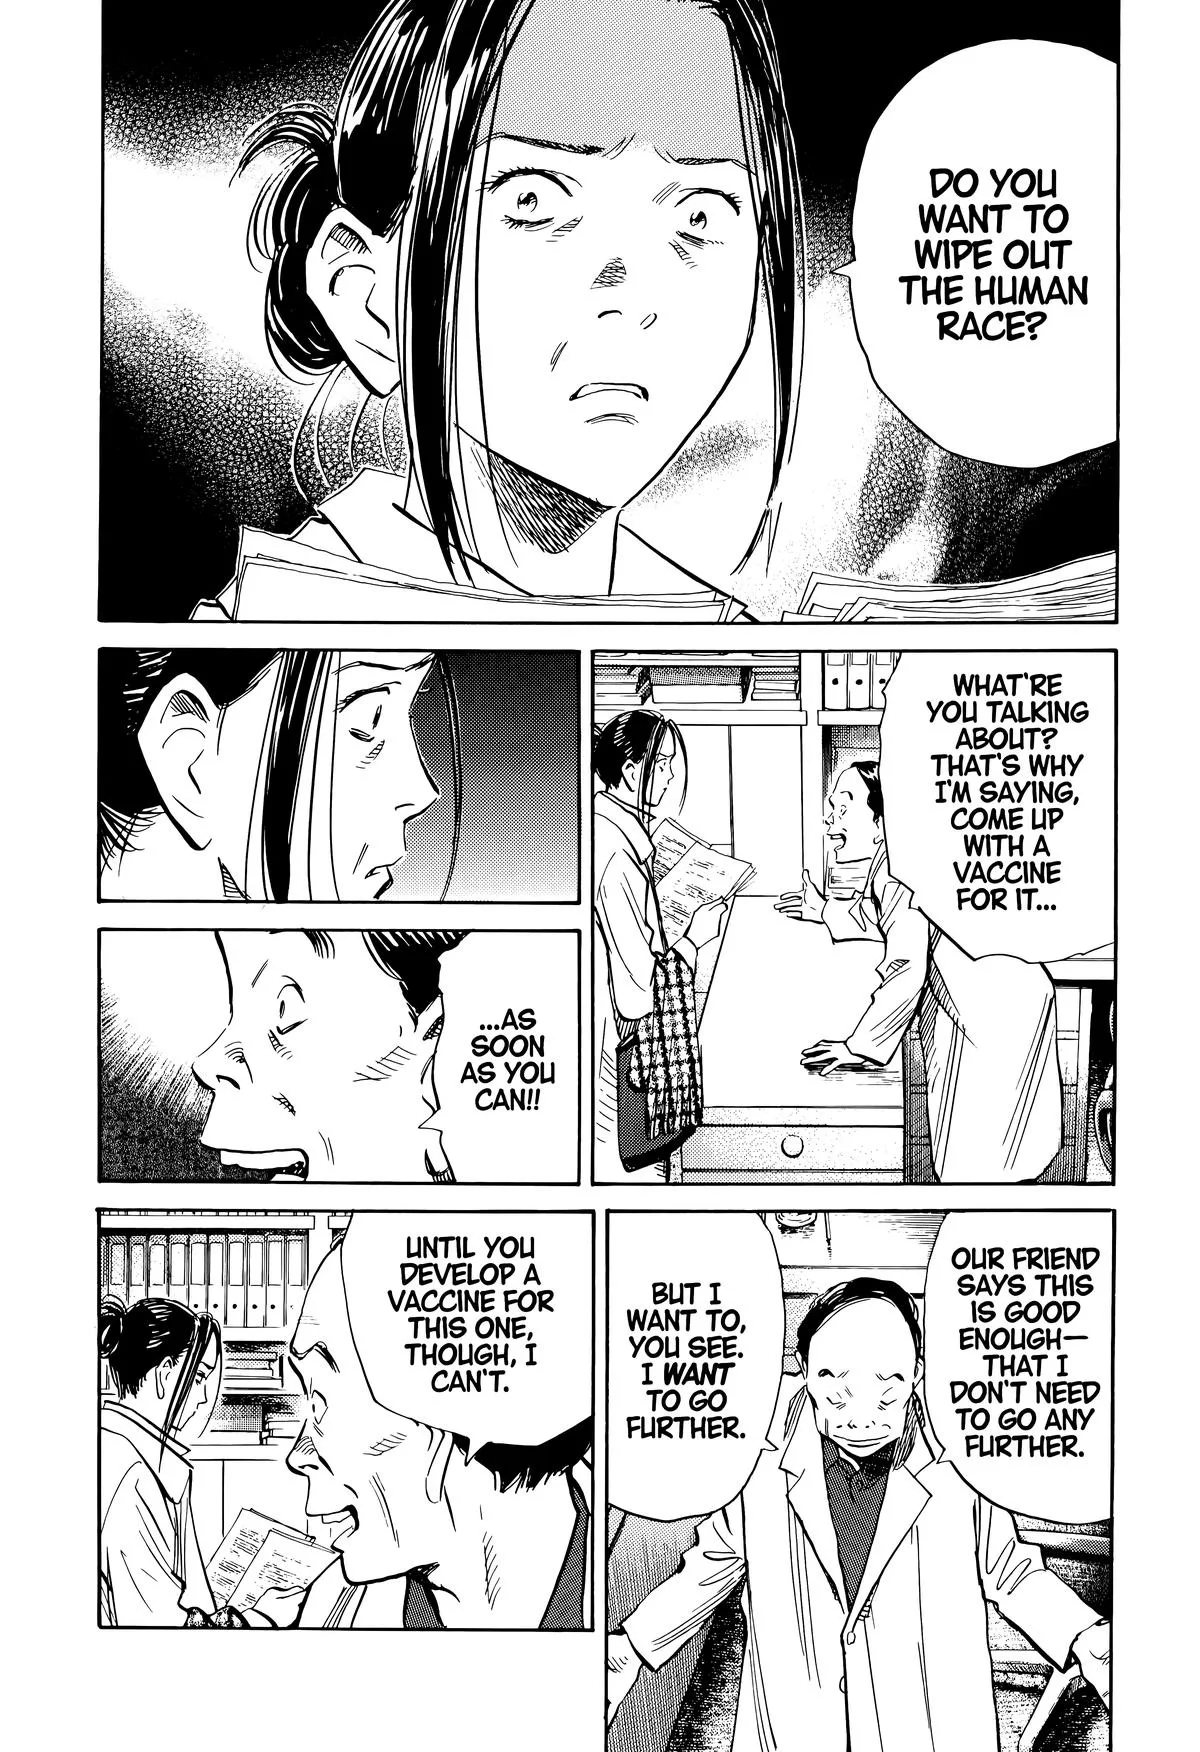 DO YOU
WANT TO
WIPE OUT
THE HUMAN
RACE?
WHAT'RE
YOU TALKING
ABOUT?
THAT'S WHY
I'M SAYING,
COME UP
WITH A
VACCINE
FOR IT...
...AS
SOON
AS YOU
CAN!!
OUR FRIEND
SAYS THIS
IS GOOD
ENOUGH—
THAT I
DON'T NEED
TO GO ANY
FURTHER.
BUT I
WANT TO,
YOU SEE.
I WANT
TO GO
FURTHER.
UNTIL YOU
DEVELOP A
VACCINE FOR
THIS ONE,
THOUGH, I
CAN'T.